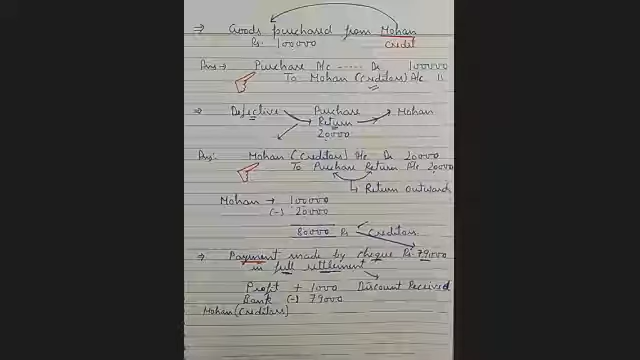 ⇒ Goods purchased from Mohan
Rs. 100000 credit
Ans → Purchase A/c ..... Dr 100000
To Mohan (creditors) A/c 11
⇒ Defective Purchase → Mohan
Return
20000
Ans: Mohan (Creditors) A/c Dr 20000
To Purchase Return A/c 20000
→ Return outward
Mohan → 100000
(-) 20000
80000 Rs Creditors
⇒ Payment made by cheque Rs. 79000
in full settlement
Profit + 1000 Discount Received
Bank (-) 79000
Mohan (Creditors)